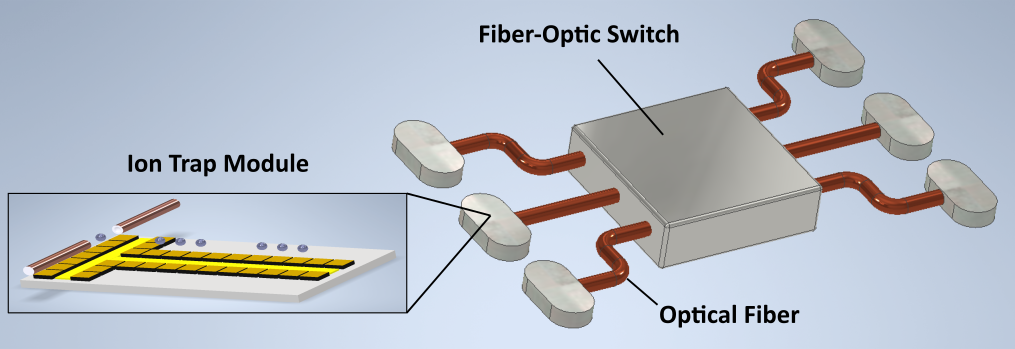 Fiber-Optic Switch
Ion Trap Module
Optical Fiber